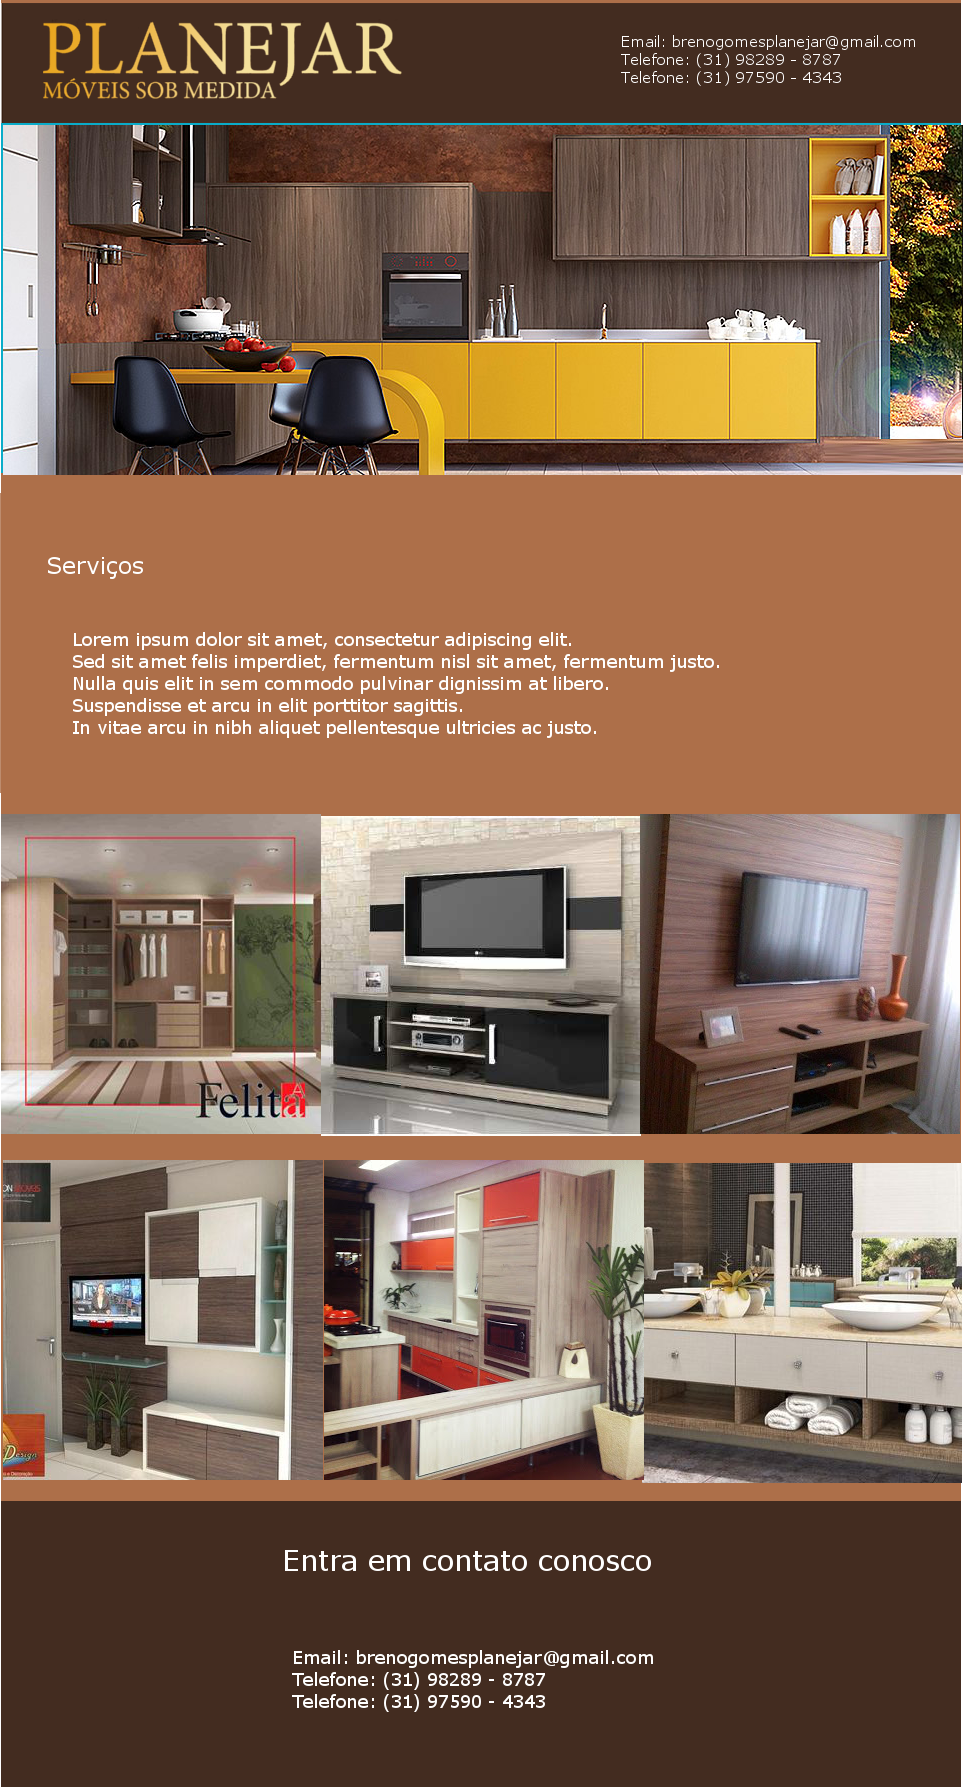 PLANEJAR
MÓVEIS SOB MEDIDA
Email: brenogomesplanejar@gmail.com
Telefone: (31) 98289 - 8787
Telefone: (31) 97590 - 4343
Serviços
Lorem ipsum dolor sit amet, consectetur adipiscing elit.
Sed sit amet felis imperdiet, fermentum nisl sit amet, fermentum justo.
Nulla quis elit in sem commodo pulvinar dignissim at libero.
Suspendisse et arcu in elit porttitor sagittis.
In vitae arcu in nibh aliquet pellentesque ultricies ac justo.
Felita
Design
Entra em contato conosco
Email: brenogomesplanejar@gmail.com
Telefone: (31) 98289 - 8787
Telefone: (31) 97590 - 4343